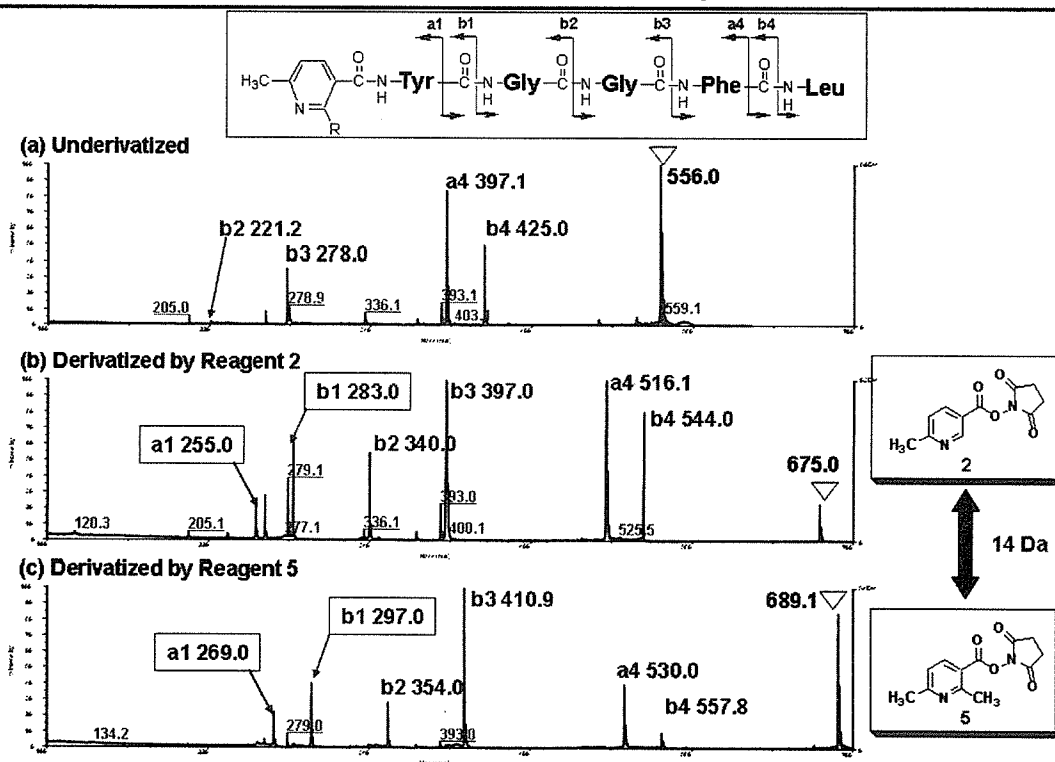 a1 b1 b2 b3 a4 b4
O O O O O
H3C N R C N H Tyr C N H Gly C N H Gly C N H Phe C N H Leu
(a) Underivatized
556.0
a4 397.1
b2 221.2
b4 425.0
b3 278.0
205.0
278.9
336.1
393.1
403.
559.1
(b) Derivatized by Reagent 2
b1 283.0
b3 397.0
a4 516.1
b4 544.0
a1 255.0
b2 340.0
675.0
279.1
393.0
120.3
205.1
277.1
336.1
400.1
525.5
O O N O O
H3C N
2
14 Da
(c) Derivatized by Reagent 5
b3 410.9
689.1
b1 297.0
a1 269.0
b2 354.0
a4 530.0
b4 557.8
134.2
279.0
393.0
O O N O O
H3C N CH3
5